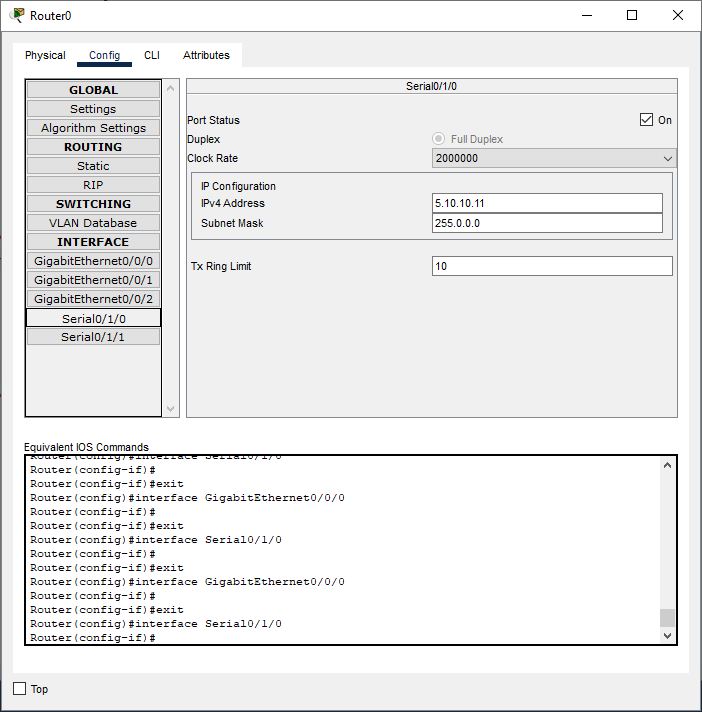 Router0
Physical Config CLI Attributes
GLOBAL
Settings
Algorithm Settings
ROUTING
Static
RIP
SWITCHING
VLAN Database
INTERFACE
GigabitEthernet0/0/0
GigabitEthernet0/0/1
GigabitEthernet0/0/2
Serial0/1/0
Serial0/1/1
Serial0/1/0
Port Status On
Duplex Full Duplex
Clock Rate 2000000
IP Configuration
IPv4 Address 5.10.10.11
Subnet Mask 255.0.0.0
Tx Ring Limit 10
Equivalent IOS Commands
Router(config)#interface Serial0/1/0
Router(config-if)#
Router(config-if)#exit
Router(config)#interface GigabitEthernet0/0/0
Router(config-if)#
Router(config-if)#exit
Router(config)#interface Serial0/1/0
Router(config-if)#
Router(config-if)#exit
Router(config)#interface GigabitEthernet0/0/0
Router(config-if)#
Router(config-if)#exit
Router(config)#interface Serial0/1/0
Router(config-if)#
Top